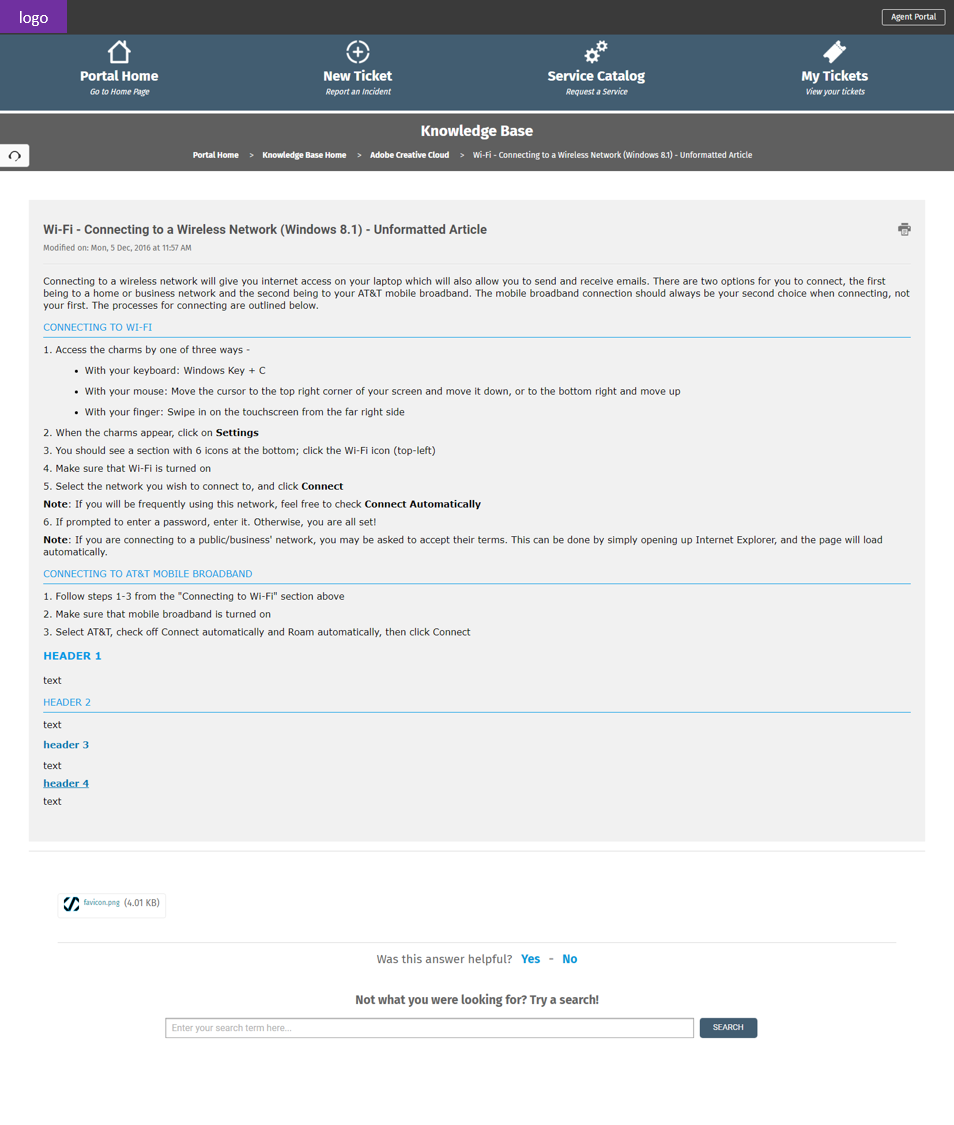 logo
Agent Portal
Portal Home
Go to Home Page
New Ticket
Report an Incident
Service Catalog
Request a Service
My Tickets
View your tickets
Knowledge Base
Portal Home > Knowledge Base Home > Adobe Creative Cloud > Wi-Fi - Connecting to a Wireless Network (Windows 8.1) - Unformatted Article
Wi-Fi - Connecting to a Wireless Network (Windows 8.1) - Unformatted Article
Modified on: Mon, 5 Dec, 2016 at 11:57 AM
Connecting to a wireless network will give you internet access on your laptop which will also allow you to send and receive emails. There are two options for you to connect, the first
being to a home or business network and the second being to your AT&T mobile broadband. The mobile broadband connection should always be your second choice when connecting, not
your first. The processes for connecting are outlined below.
CONNECTING TO WI-FI
1. Access the charms by one of three ways -
• With your keyboard: Windows Key + C
• With your mouse: Move the cursor to the top right corner of your screen and move it down, or to the bottom right and move up
• With your finger: Swipe in on the touchscreen from the far right side
2. When the charms appear, click on Settings
3. You should see a section with 6 icons at the bottom; click the Wi-Fi icon (top-left)
4. Make sure that Wi-Fi is turned on
5. Select the network you wish to connect to, and click Connect
Note: If you will be frequently using this network, feel free to check Connect Automatically
6. If prompted to enter a password, enter it. Otherwise, you are all set!
Note: If you are connecting to a public/business' network, you may be asked to accept their terms. This can be done by simply opening up Internet Explorer, and the page will load
automatically.
CONNECTING TO AT&T MOBILE BROADBAND
1. Follow steps 1-3 from the "Connecting to Wi-Fi" section above
2. Make sure that mobile broadband is turned on
3. Select AT&T, check off Connect automatically and Roam automatically, then click Connect
HEADER 1
text
HEADER 2
text
header 3
text
header 4
text
favicon.png (4.01 KB)
Was this answer helpful? Yes - No
Not what you were looking for? Try a search!
Enter your search term here...
SEARCH